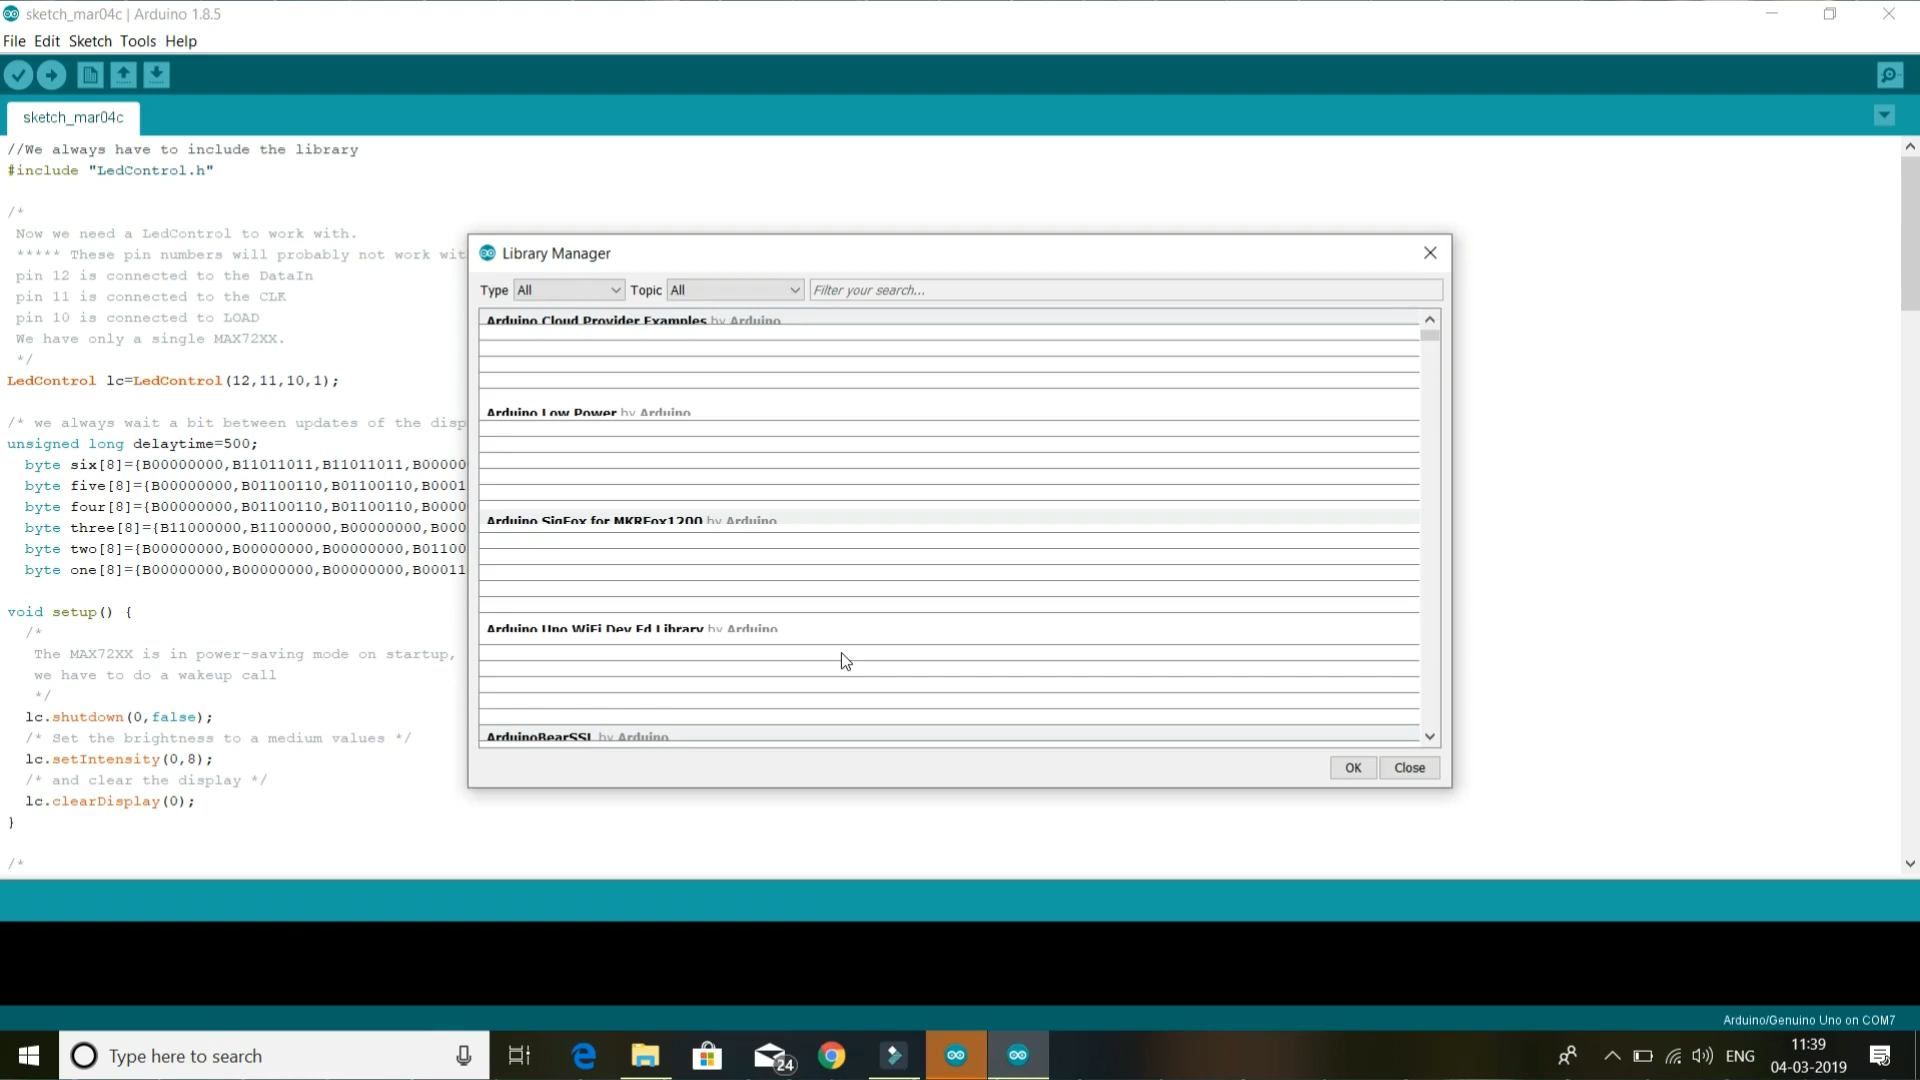 sketch_mar04c | Arduino 1.8.5
File Edit Sketch Tools Help
sketch_mar04c
//We always have to include the library
#include "LedControl.h"
/*
Now we need a LedControl to work with.
***** These pin numbers will probably not work wit
pin 12 is connected to the DataIn
pin 11 is connected to the CLK
pin 10 is connected to LOAD
We have only a single MAX72XX.
*/
LedControl lc=LedControl(12,11,10,1);
/* we always wait a bit between updates of the disp
unsigned long delaytime=500;
byte six[8]={B00000000,B11011011,B11011011,B00000
byte five[8]={B00000000,B01100110,B01100110,B0001
byte four[8]={B00000000,B01100110,B01100110,B0000
byte three[8]={B11000000,B11000000,B00000000,B000
byte two[8]={B00000000,B00000000,B00000000,B01100
byte one[8]={B00000000,B00000000,B00000000,B00011
void setup() {
/*
The MAX72XX is in power-saving mode on startup,
we have to do a wakeup call
*/
lc.shutdown(0,false);
/* Set the brightness to a medium values */
lc.setIntensity(0,8);
/* and clear the display */
lc.clearDisplay(0);
}
/*
Library Manager
Type All Topic All Filter your search...
Arduino Cloud Provider Examples by Arduino
Arduino Low Power by Arduino
Arduino SigFox for MKRFox1200 by Arduino
Arduino Uno WiFi Dev Ed Library by Arduino
ArduinoBearSSL by Arduino
OK Close
Arduino/Genuino Uno on COM7
Type here to search
24
ENG
11:39
04-03-2019